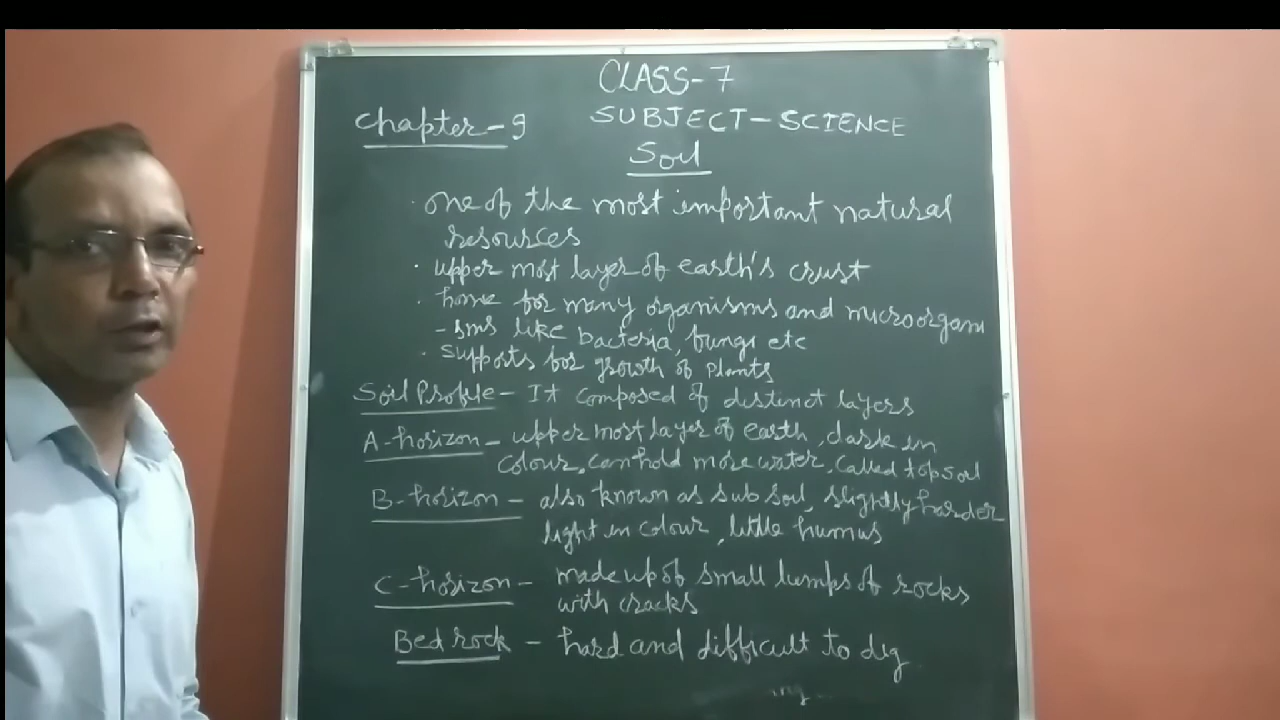 CLASS-7
Chapter-9 SUBJECT-SCIENCE
Soil
· one of the most important natural
resources
· upper most layer of earth's crust
· home for many organisms and microorgani
-sms like bacteria, fungi etc
· supports for growth of plants
Soil Profile - It composed of distinct layers
A-horizon - upper most layer of earth, dark in
colour, can hold more water, called topsoil
B-horizon - also known as sub soil, slightly harder
light in colour, little humus
C-horizon - made up of small lumps of rocks
with cracks
Bed rock - hard and difficult to dig